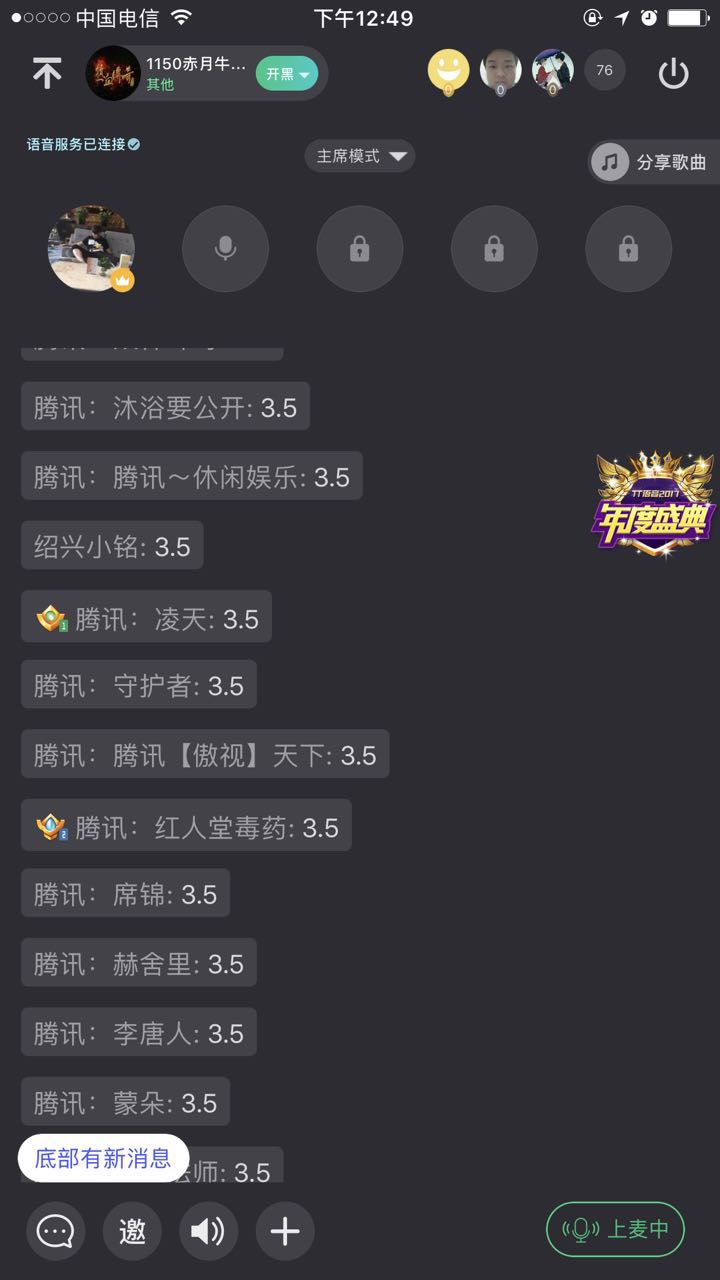 中国电信
下午12:49
1150赤月牛...
其他
开黑
0
0
0
76
语音服务已连接
主席模式
分享歌曲
腾讯：沐浴要公开: 3.5
腾讯：腾讯～休闲娱乐: 3.5
TT语音2017
年度盛典
绍兴小铭: 3.5
1
腾讯：凌天: 3.5
腾讯：守护者: 3.5
腾讯：腾讯【傲视】天下: 3.5
2
腾讯：红人堂毒药: 3.5
腾讯：席锦: 3.5
腾讯：赫舍里: 3.5
腾讯：李唐人: 3.5
腾讯：蒙朵: 3.5
底部有新消息
师: 3.5
邀
上麦中